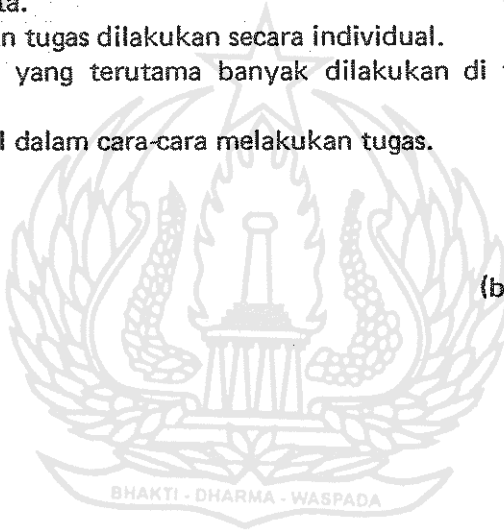 ta.
n tugas dilakukan secara individual.
yang terutama banyak dilakukan di
dalam cara-cara melakukan tugas.
(b
BHAKTI - DHARMA - WASPADA